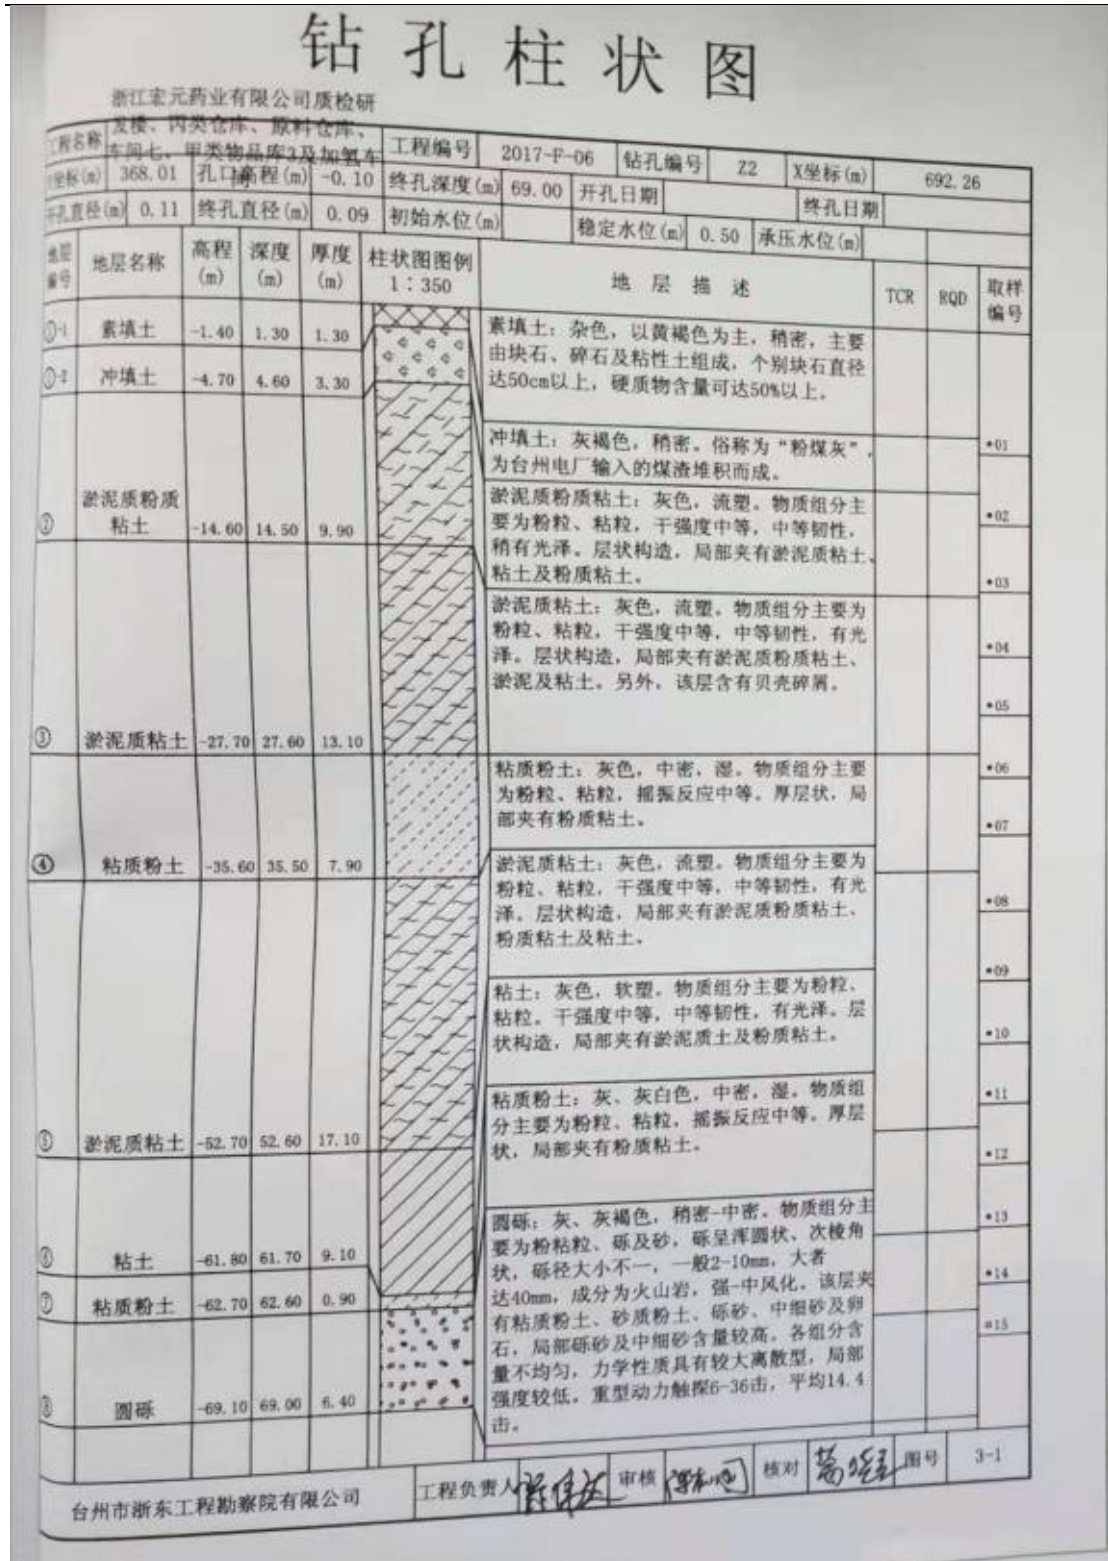 钻孔柱状图
浙江宏元药业有限公司质检研
发楼、丙类仓库、原料仓库、
车间七、甲类物品库3及加氢车
工程名称 工程编号 2017-F-06 钻孔编号 Z2 X坐标(m) 692.26
坐标(m) 368.01 孔口高程(m) -0.10 终孔深度(m) 69.00 开孔日期 终孔日期
开孔直径(m) 0.11 终孔直径(m) 0.09 初始水位(m) 稳定水位(m) 0.50 承压水位(m)
地层编号 地层名称 高程(m) 深度(m) 厚度(m) 柱状图图例 1:350 地层描述 TCR RQD 取样编号
①-1 素填土 -1.40 1.30 1.30
①-2 冲填土 -4.70 4.60 3.30
② 淤泥质粉质粘土 -14.60 14.50 9.90
③ 淤泥质粘土 -27.70 27.60 13.10
④ 粘质粉土 -35.60 35.50 7.90
⑤ 淤泥质粘土 -52.70 52.60 17.10
⑥ 粘土 -61.80 61.70 9.10
⑦ 粘质粉土 -62.70 62.60 0.90
⑧ 圆砾 -69.10 69.00 6.40
素填土：杂色，以黄褐色为主，稍密，主要
由块石、碎石及粘性土组成，个别块石直径
达50cm以上，硬质物含量可达50%以上。
冲填土：灰褐色，稍密。俗称为“粉煤灰”，
为台州电厂输入的煤渣堆积而成。
淤泥质粉质粘土：灰色，流塑。物质组分主
要为粉粒、粘粒，干强度中等，中等韧性，
稍有光泽。层状构造，局部夹有淤泥质粘土、
粘土及粉质粘土。
淤泥质粘土：灰色，流塑。物质组分主要为
粉粒、粘粒，干强度中等，中等韧性，有光
泽。层状构造，局部夹有淤泥质粉质粘土、
淤泥及粘土。另外，该层含有贝壳碎屑。
粘质粉土：灰色，中密，湿。物质组分主要
为粉粒、粘粒，摇振反应中等。厚层状，局
部夹有粉质粘土。
淤泥质粘土：灰色，流塑。物质组分主要为
粉粒、粘粒，干强度中等，中等韧性，有光
泽。层状构造，局部夹有淤泥质粉质粘土、
粉质粘土及粘土。
粘土：灰色，软塑。物质组分主要为粉粒、
粘粒。干强度中等，中等韧性，有光泽。层
状构造，局部夹有淤泥质土及粉质粘土。
粘质粉土：灰、灰白色，中密，湿。物质组
分主要为粉粒、粘粒，摇振反应中等。厚层
状，局部夹有粉质粘土。
圆砾：灰、灰褐色，稍密-中密。物质组分主
要为粉粘粒、砾及砂，砾呈浑圆状、次棱角
状，砾径大小不一，一般2-10mm，大者
达40mm，成分为火山岩，强-中风化，该层夹
有粘质粉土、砂质粉土、砾砂、中细砂及卵
石，局部砾砂及中细砂含量较高。各组分含
量不均匀，力学性质具有较大离散型，局部
强度较低。重型动力触探6-36击，平均14.4
击。
●01
●02
●03
●04
●05
●06
●07
●08
●09
●10
●11
●12
●13
●14
¤15
台州市浙东工程勘察院有限公司 工程负责人 审核 核对 图号 3-1